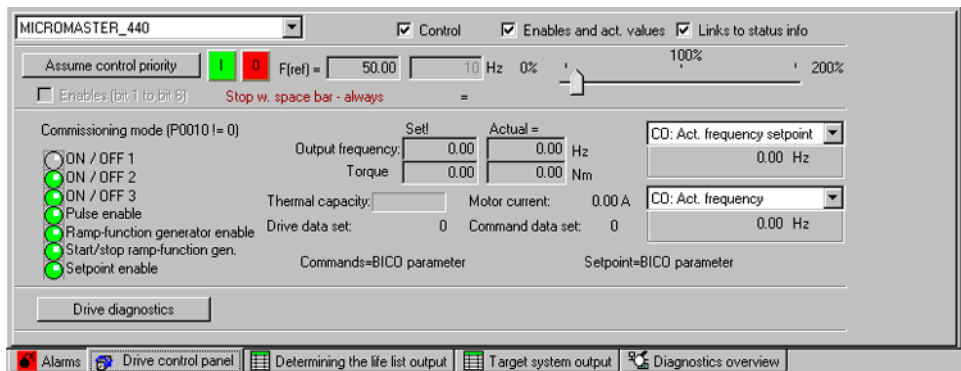 MICROMASTER_440
Control
Enables and act. values
Links to status info
Assume control priority
I
0
F(ref) = 50.00 10 Hz 0% 100% 200%
Enables (bit 1 to bit 6)
Stop w. space bar - always =
Commissioning mode (P0010 != 0)
ON / OFF 1
ON / OFF 2
ON / OFF 3
Pulse enable
Ramp-function generator enable
Start/stop ramp-function gen.
Setpoint enable
Set! Actual =
Output frequency: 0.00 0.00 Hz
Torque 0.00 0.00 Nm
Thermal capacity: Motor current: 0.00 A
Drive data set: 0 Command data set: 0
Commands=BICO parameter Setpoint=BICO parameter
CO: Act. frequency setpoint
0.00 Hz
CO: Act. frequency
0.00 Hz
Drive diagnostics
Alarms
Drive control panel
Determining the life list output
Target system output
Diagnostics overview